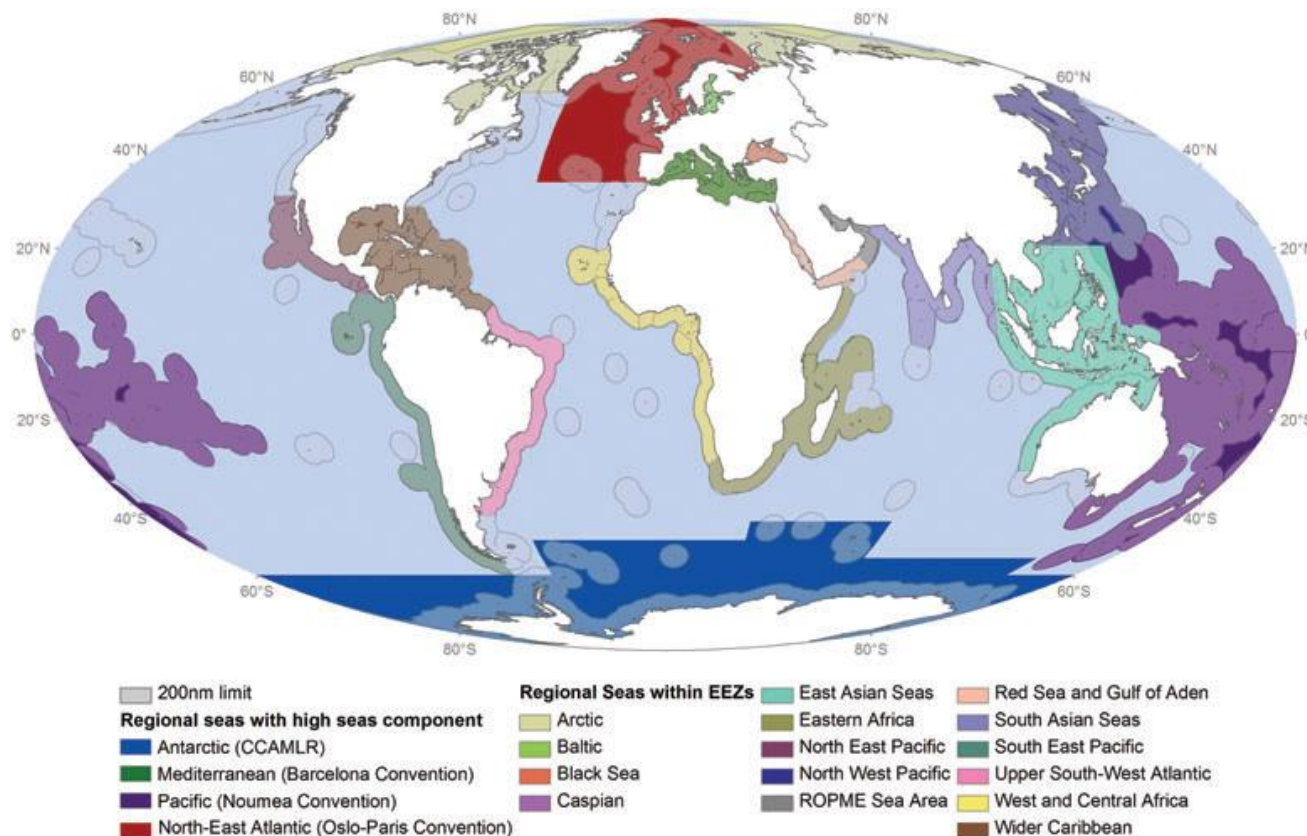 80°N 80°N
60°N 60°N
40°N 40°N
20°N 20°N
0° 0°
20°S 20°S
40°S 40°S
60°S 60°S
80°S 80°S
200nm limit
Regional seas with high seas component
Antarctic (CCAMLR)
Mediterranean (Barcelona Convention)
Pacific (Noumea Convention)
North-East Atlantic (Oslo-Paris Convention)
Regional Seas within EEZs
Arctic
Baltic
Black Sea
Caspian
East Asian Seas
Eastern Africa
North East Pacific
North West Pacific
ROPME Sea Area
Red Sea and Gulf of Aden
South Asian Seas
South East Pacific
Upper South-West Atlantic
West and Central Africa
Wider Caribbean